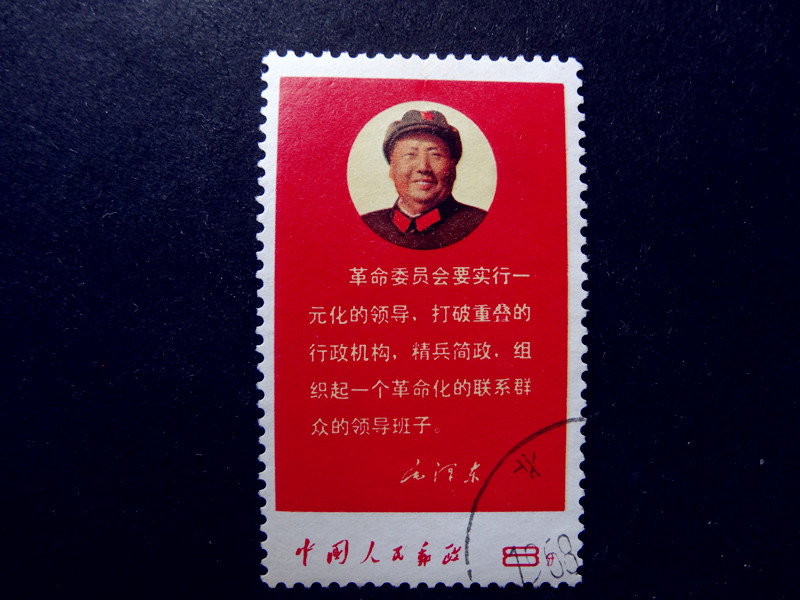 革命委员会要实行一
元化的领导，打破重叠的
行政机构，精兵简政，组
织起一个革命化的联系群
众的领导班子。
毛泽东
中国人民邮政 8分
北
1968